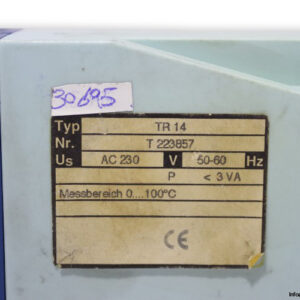 30695
Typ TR 14
Nr. T 223857
Us AC 230 V 50-60 Hz
P < 3 VA
Messbereich 0....100°C
CE